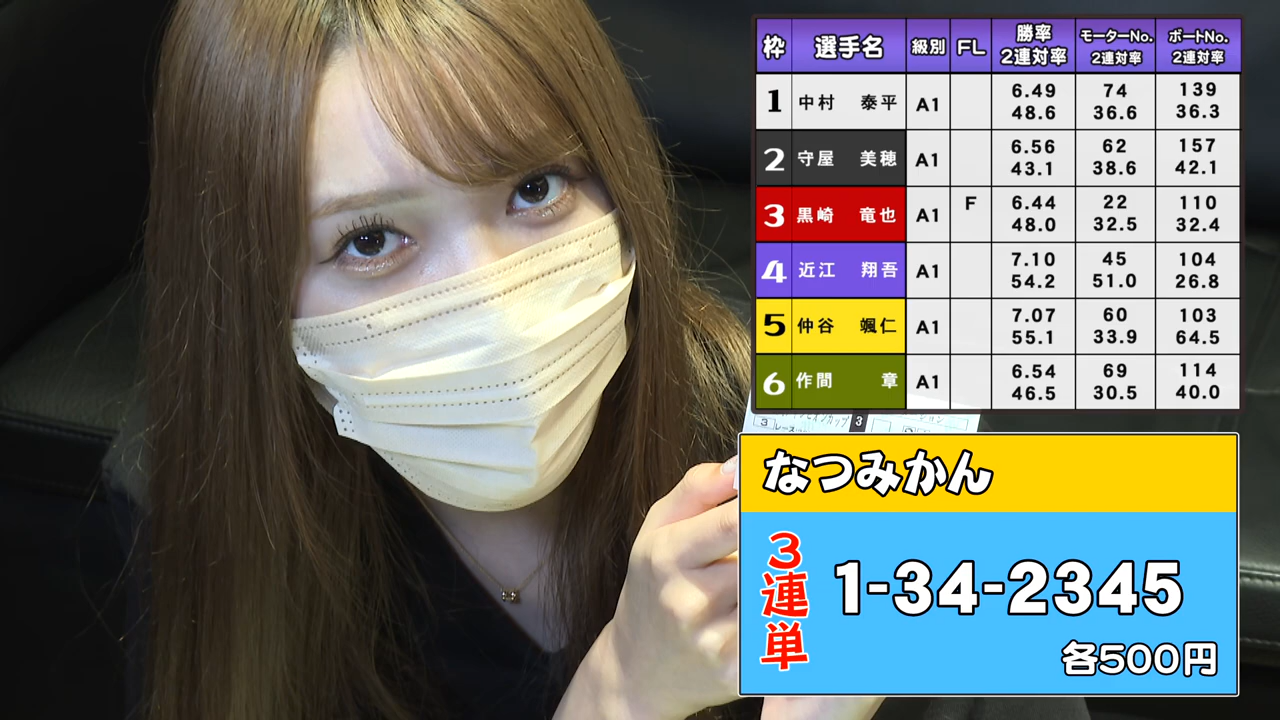 枠 選手名 級別 FL 勝率 2連対率 モーターNo. 2連対率 ボートNo. 2連対率
1 中村 泰平 A1 6.49 48.6 74 36.6 139 36.3
2 守屋 美穂 A1 6.56 43.1 62 38.6 157 42.1
3 黒崎 竜也 A1 F 6.44 48.0 22 32.5 110 32.4
4 近江 翔吾 A1 7.10 54.2 45 51.0 104 26.8
5 仲谷 颯仁 A1 7.07 55.1 60 33.9 103 64.5
6 作間 章 A1 6.54 46.5 69 30.5 114 40.0
3 3
なつみかん
3連単
1-34-2345
各500円